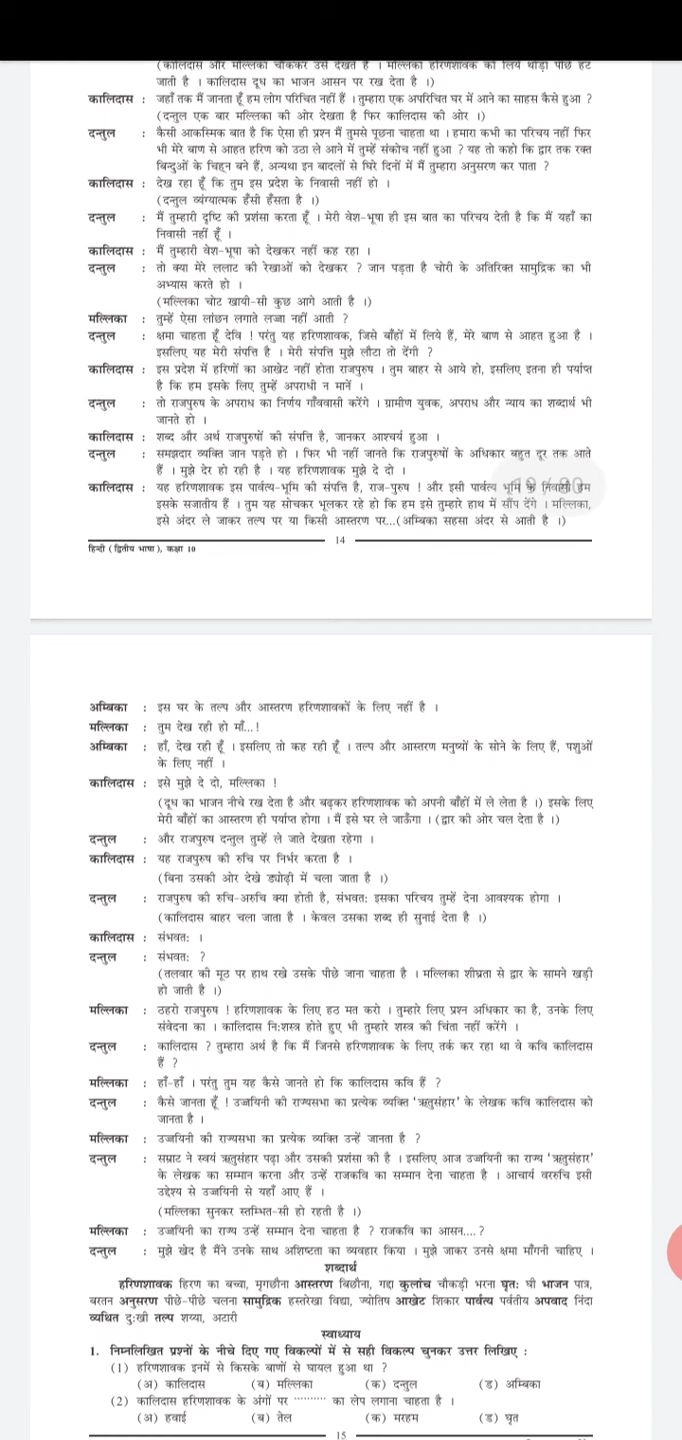 (कालिदास और मल्लिका चौंककर उसे देखते हैं । मल्लिका हरिणशावक को लिये थोड़ा पीछे हट
जाती है । कालिदास दूध का भाजन आसन पर रख देता है ।)
कालिदास : जहाँ तक मैं जानता हूँ हम लोग परिचित नहीं हैं । तुम्हारा एक अपरिचित घर में आने का साहस कैसे हुआ ?
(दन्तुल एक बार मल्लिका की ओर देखता है फिर कालिदास की ओर ।)
दन्तुल : कैसी आकस्मिक बात है कि ऐसा ही प्रश्न मैं तुमसे पूछना चाहता था । हमारा कभी का परिचय नहीं फिर
भी मेरे बाण से आहत हरिण को उठा ले आने में तुम्हें संकोच नहीं हुआ ? यह तो कहो कि द्वार तक रक्त
बिन्दुओं के चिह्न बने हैं, अन्यथा इन बादलों से घिरे दिनों में मैं तुम्हारा अनुसरण कर पाता ?
कालिदास : देख रहा हूँ कि तुम इस प्रदेश के निवासी नहीं हो ।
(दन्तुल व्यंग्यात्मक हँसी हँसता है ।)
दन्तुल : मैं तुम्हारी दृष्टि की प्रशंसा करता हूँ । मेरी वेश-भूषा ही इस बात का परिचय देती है कि मैं यहाँ का
निवासी नहीं हूँ ।
कालिदास : मैं तुम्हारी वेश-भूषा को देखकर नहीं कह रहा ।
दन्तुल : तो क्या मेरे ललाट की रेखाओं को देखकर ? जान पड़ता है चोरी के अतिरिक्त सामुद्रिक का भी
अभ्यास करते हो ।
(मल्लिका चोट खायी-सी कुछ आगे आती है ।)
मल्लिका : तुम्हें ऐसा लांछन लगाते लज्जा नहीं आती ?
दन्तुल : क्षमा चाहता हूँ देवि ! परंतु यह हरिणशावक, जिसे बाँहों में लिये हैं, मेरे बाण से आहत हुआ है ।
इसलिए यह मेरी संपत्ति है । मेरी संपत्ति मुझे लौटा तो देंगी ?
कालिदास : इस प्रदेश में हरिणों का आखेट नहीं होता राजपुरुष । तुम बाहर से आये हो, इसलिए इतना ही पर्याप्त
है कि हम इसके लिए तुम्हें अपराधी न मानें ।
दन्तुल : तो राजपुरुष के अपराध का निर्णय गाँववासी करेंगे । ग्रामीण युवक, अपराध और न्याय का शब्दार्थ भी
जानते हो ।
कालिदास : शब्द और अर्थ राजपुरुषों की संपत्ति है, जानकर आश्चर्य हुआ ।
दन्तुल : समझदार व्यक्ति जान पड़ते हो । फिर भी नहीं जानते कि राजपुरुषों के अधिकार बहुत दूर तक आते
हैं । मुझे देर हो रही है । यह हरिणशावक मुझे दे दो ।
कालिदास : यह हरिणशावक इस पार्वत्य-भूमि की संपत्ति है, राज-पुरुष ! और इसी पार्वत्य भूमि के निवासी हम
इसके सजातीय हैं । तुम यह सोचकर भूलकर रहे हो कि हम इसे तुम्हारे हाथ में सौंप देंगे । मल्लिका,
इसे अंदर ले जाकर तल्प पर या किसी आस्तरण पर...(अम्बिका सहसा अंदर से आती है ।)
14
हिन्दी (द्वितीय भाषा), कक्षा 10
अम्बिका : इस घर के तल्प और आस्तरण हरिणशावकों के लिए नहीं है ।
मल्लिका : तुम देख रही हो माँ...!
अम्बिका : हाँ, देख रही हूँ । इसलिए तो कह रही हूँ । तल्प और आस्तरण मनुष्यों के सोने के लिए हैं, पशुओं
के लिए नहीं ।
कालिदास : इसे मुझे दे दो, मल्लिका !
(दूध का भाजन नीचे रख देता है और बढ़कर हरिणशावक को अपनी बाँहों में ले लेता है ।) इसके लिए
मेरी बाँहों का आस्तरण ही पर्याप्त होगा । मैं इसे घर ले जाऊँगा । (द्वार की ओर चल देता है ।)
दन्तुल : और राजपुरुष दन्तुल तुम्हें ले जाते देखता रहेगा ।
कालिदास : यह राजपुरुष की रुचि पर निर्भर करता है ।
(बिना उसकी ओर देखे ड्योढ़ी में चला जाता है ।)
दन्तुल : राजपुरुष की रुचि-अरुचि क्या होती है, संभवत: इसका परिचय तुम्हें देना आवश्यक होगा ।
(कालिदास बाहर चला जाता है । केवल उसका शब्द ही सुनाई देता है ।)
कालिदास : संभवत: ।
दन्तुल : संभवत: ?
(तलवार की मूठ पर हाथ रखे उसके पीछे जाना चाहता है । मल्लिका शीघ्रता से द्वार के सामने खड़ी
हो जाती है ।)
मल्लिका : ठहरो राजपुरुष ! हरिणशावक के लिए हठ मत करो । तुम्हारे लिए प्रश्न अधिकार का है, उनके लिए
संवेदना का । कालिदास नि:शस्त्र होते हुए भी तुम्हारे शस्त्र की चिंता नहीं करेंगे ।
दन्तुल : कालिदास ? तुम्हारा अर्थ है कि मैं जिनसे हरिणशावक के लिए तर्क कर रहा था वे कवि कालिदास
हैं ?
मल्लिका : हाँ-हाँ । परंतु तुम यह कैसे जानते हो कि कालिदास कवि हैं ?
दन्तुल : कैसे जानता हूँ ! उज्जयिनी की राज्यसभा का प्रत्येक व्यक्ति 'ऋतुसंहार' के लेखक कवि कालिदास को
जानता है ।
मल्लिका : उज्जयिनी की राज्यसभा का प्रत्येक व्यक्ति उन्हें जानता है ?
दन्तुल : सम्राट ने स्वयं ऋतुसंहार पढ़ा और उसकी प्रशंसा की है । इसलिए आज उज्जयिनी का राज्य 'ऋतुसंहार'
के लेखक का सम्मान करना और उन्हें राजकवि का सम्मान देना चाहता है । आचार्य वररुचि इसी
उद्देश्य से उज्जयिनी से यहाँ आए हैं ।
(मल्लिका सुनकर स्तम्भित-सी हो रहती है ।)
मल्लिका : उज्जयिनी का राज्य उन्हें सम्मान देना चाहता है ? राजकवि का आसन....?
दन्तुल : मुझे खेद है मैंने उनके साथ अशिष्टता का व्यवहार किया । मुझे जाकर उनसे क्षमा माँगनी चाहिए ।
शब्दार्थ
हरिणशावक हिरण का बच्चा, मृगछौना आस्तरण बिछौना, गद्दा कुलांच चौकड़ी भरना घृत: घी भाजन पात्र,
बरतन अनुसरण पीछे-पीछे चलना सामुद्रिक हस्तरेखा विद्या, ज्योतिष आखेट शिकार पार्वत्य पर्वतीय अपवाद निंदा
व्यथित दु:खी तल्प शय्या, अटारी
स्वाध्याय
1. निम्नलिखित प्रश्नों के नीचे दिए गए विकल्पों में से सही विकल्प चुनकर उत्तर लिखिए :
(1) हरिणशावक इनमें से किसके बाणों से घायल हुआ था ?
(अ) कालिदास (ब) मल्लिका (क) दन्तुल (ड) अम्बिका
(2) कालिदास हरिणशावक के अंगों पर .......... का लेप लगाना चाहता है ।
(अ) हवाई (ब) तेल (क) मरहम (ड) घृत
15